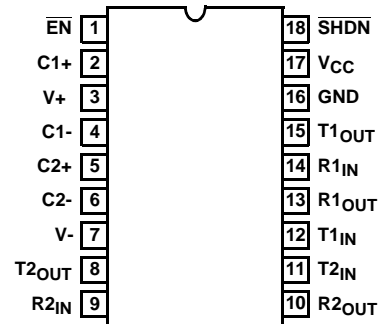 EN 1 18 SHDN
C1+ 2 17 VCC
V+ 3 16 GND
C1- 4 15 T1OUT
C2+ 5 14 R1IN
C2- 6 13 R1OUT
V- 7 12 T1IN
T2OUT 8 11 T2IN
R2IN 9 10 R2OUT